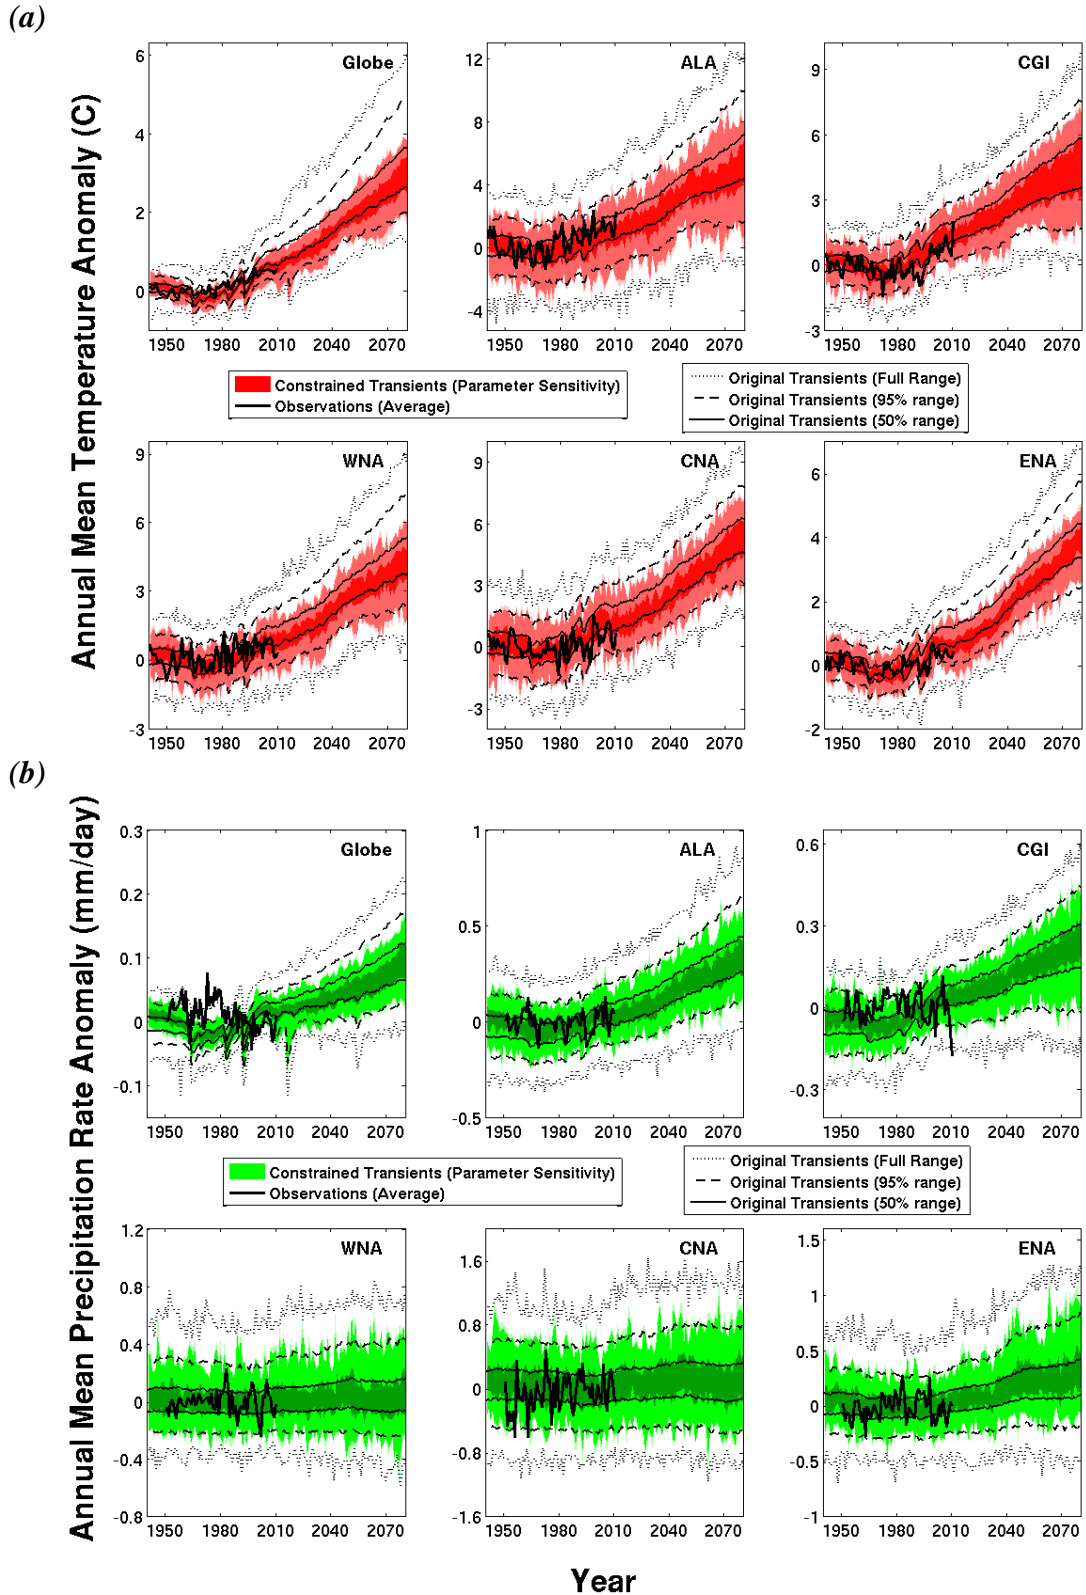 (a)
Annual Mean Temperature Anomaly (C)
Globe
6
4
2
0
1950 1980 2010 2040 2070
ALA
12
8
4
0
-4
1950 1980 2010 2040 2070
CGI
9
6
3
0
-3
1950 1980 2010 2040 2070
Constrained Transients (Parameter Sensitivity)
Observations (Average)
Original Transients (Full Range)
Original Transients (95% range)
Original Transients (50% range)
WNA
9
6
3
0
-3
1950 1980 2010 2040 2070
CNA
9
6
3
0
-3
1950 1980 2010 2040 2070
ENA
6
4
2
0
-2
1950 1980 2010 2040 2070
(b)
Annual Mean Precipitation Rate Anomaly (mm/day)
Globe
0.3
0.2
0.1
0
-0.1
1950 1980 2010 2040 2070
ALA
1
0.5
0
-0.5
1950 1980 2010 2040 2070
CGI
0.6
0.3
0
-0.3
1950 1980 2010 2040 2070
Constrained Transients (Parameter Sensitivity)
Observations (Average)
Original Transients (Full Range)
Original Transients (95% range)
Original Transients (50% range)
WNA
1.2
0.8
0.4
0
-0.4
-0.8
1950 1980 2010 2040 2070
CNA
1.6
0.8
0
-0.8
-1.6
1950 1980 2010 2040 2070
ENA
1.5
1
0.5
0
-0.5
-1
1950 1980 2010 2040 2070
Year